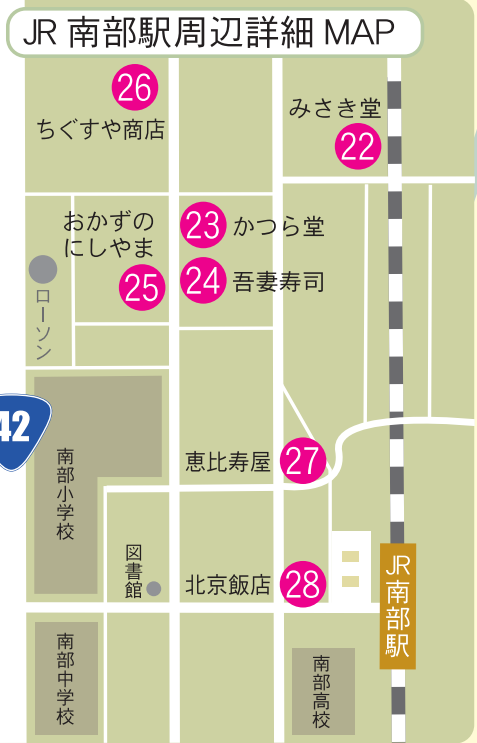 JR 南部駅周辺詳細 MAP
26
ちぐすや商店
みさき堂
22
おかずの
にしやま
25
23 かつら堂
24 吾妻寿司
ローソン
42
南部小学校
恵比寿屋 27
図書館
北京飯店 28
JR南部駅
南部中学校
南部高校